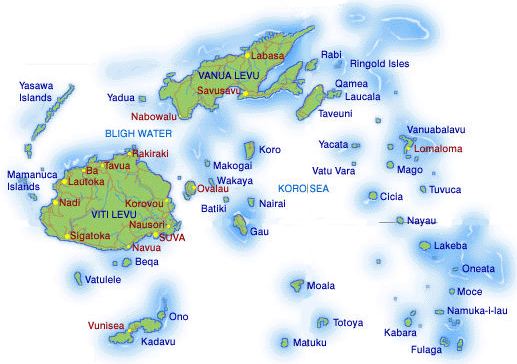 Labasa
Rabi
Ringold Isles
VANUA LEVU
Yasawa
Islands
Yadua
Savusavu
Qamea
Laucala
Nabowalu
Taveuni
BLIGH WATER
Vanuabalavu
Rakiraki
Koro
Yacata
Lomaloma
Tavua
Makogai
Vatu Vara
Mago
Mamanuca
Islands
Ba
Lautoka
Wakaya
Ovalau
KORO SEA
Tuvuca
Cicia
Nadi
Korovou
Batiki
Nairai
VITI LEVU
Nausori
Nayau
Sigatoka
SUVA
Gau
Navua
Lakeba
Beqa
Oneata
Vatulele
Moala
Moce
Ono
Namuka-i-lau
Vunisea
Totoya
Kabara
Kadavu
Matuku
Fulaga